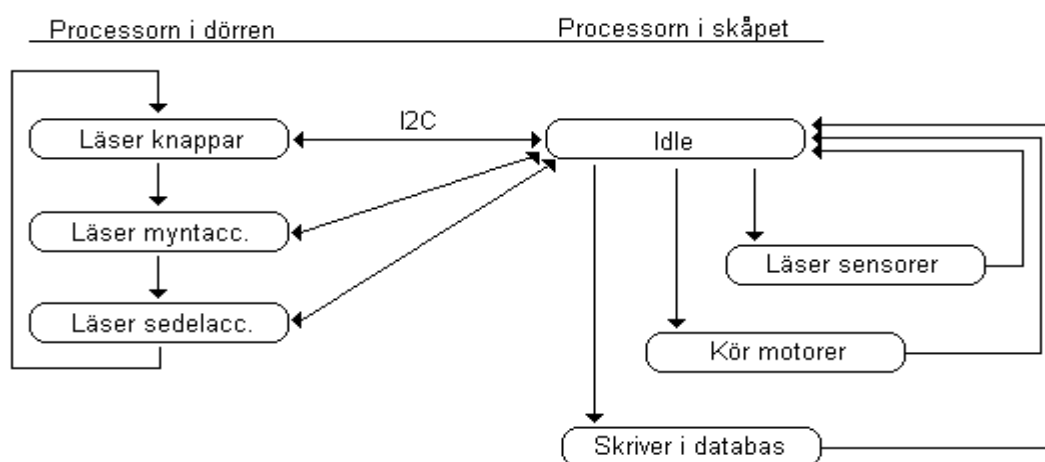 Processorn i dörren
Processorn i skåpet
Läser knappar
I2C
Idle
Läser myntacc.
Läser sensorer
Läser sedelacc.
Kör motorer
Skriver i databas